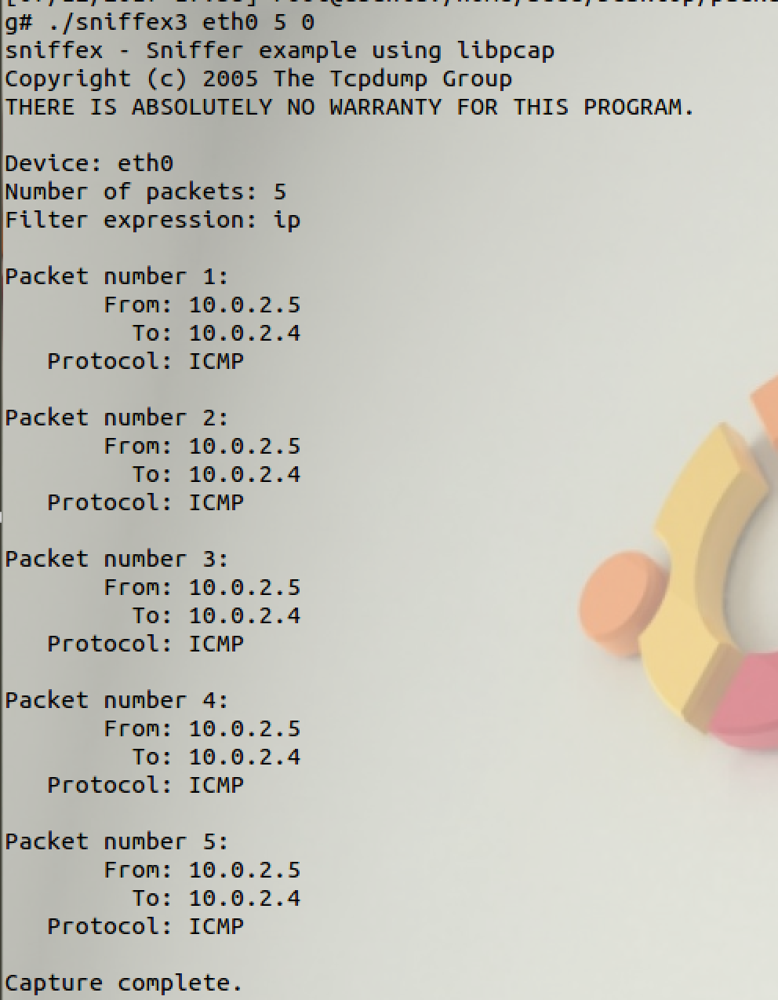 g# ./sniffex3 eth0 5 0
sniffex - Sniffer example using libpcap
Copyright (c) 2005 The Tcpdump Group
THERE IS ABSOLUTELY NO WARRANTY FOR THIS PROGRAM.

Device: eth0
Number of packets: 5
Filter expression: ip

Packet number 1:
       From: 10.0.2.5
         To: 10.0.2.4
   Protocol: ICMP

Packet number 2:
       From: 10.0.2.5
         To: 10.0.2.4
   Protocol: ICMP

Packet number 3:
       From: 10.0.2.5
         To: 10.0.2.4
   Protocol: ICMP

Packet number 4:
       From: 10.0.2.5
         To: 10.0.2.4
   Protocol: ICMP

Packet number 5:
       From: 10.0.2.5
         To: 10.0.2.4
   Protocol: ICMP

Capture complete.